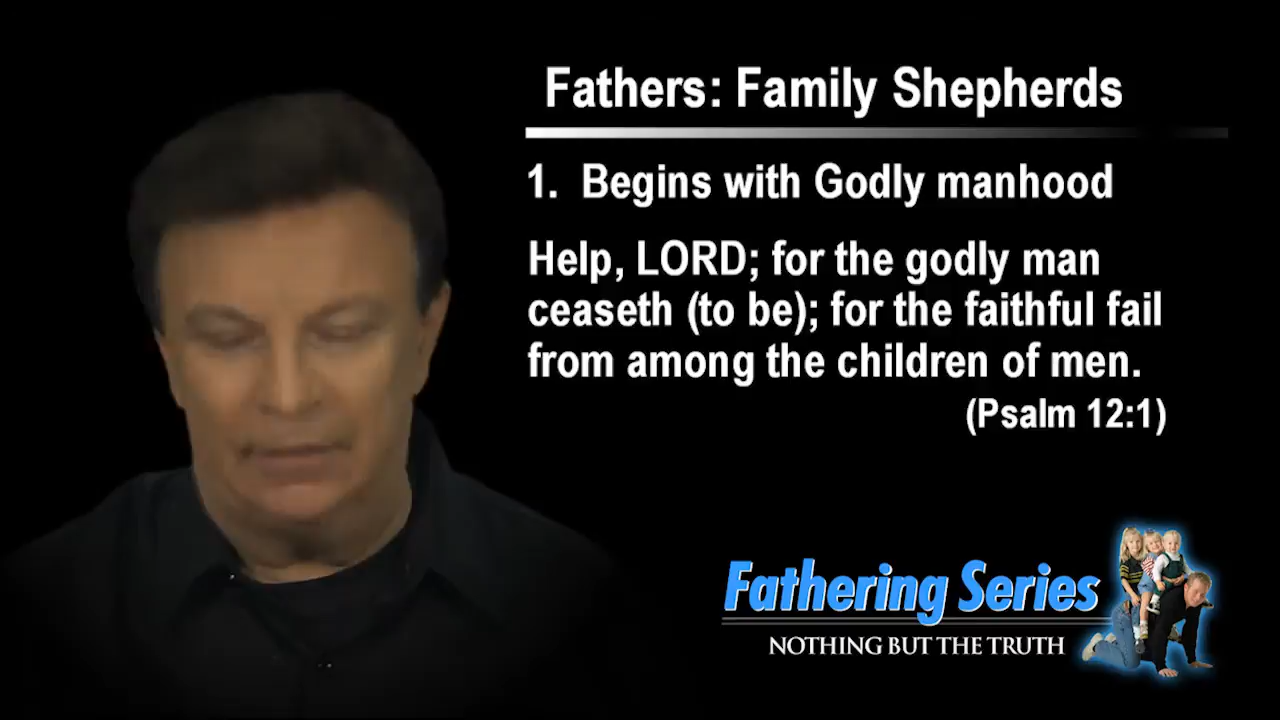 Fathers: Family Shepherds
1. Begins with Godly manhood
Help, LORD; for the godly man
ceaseth (to be); for the faithful fail
from among the children of men.
(Psalm 12:1)
Fathering Series
NOTHING BUT THE TRUTH